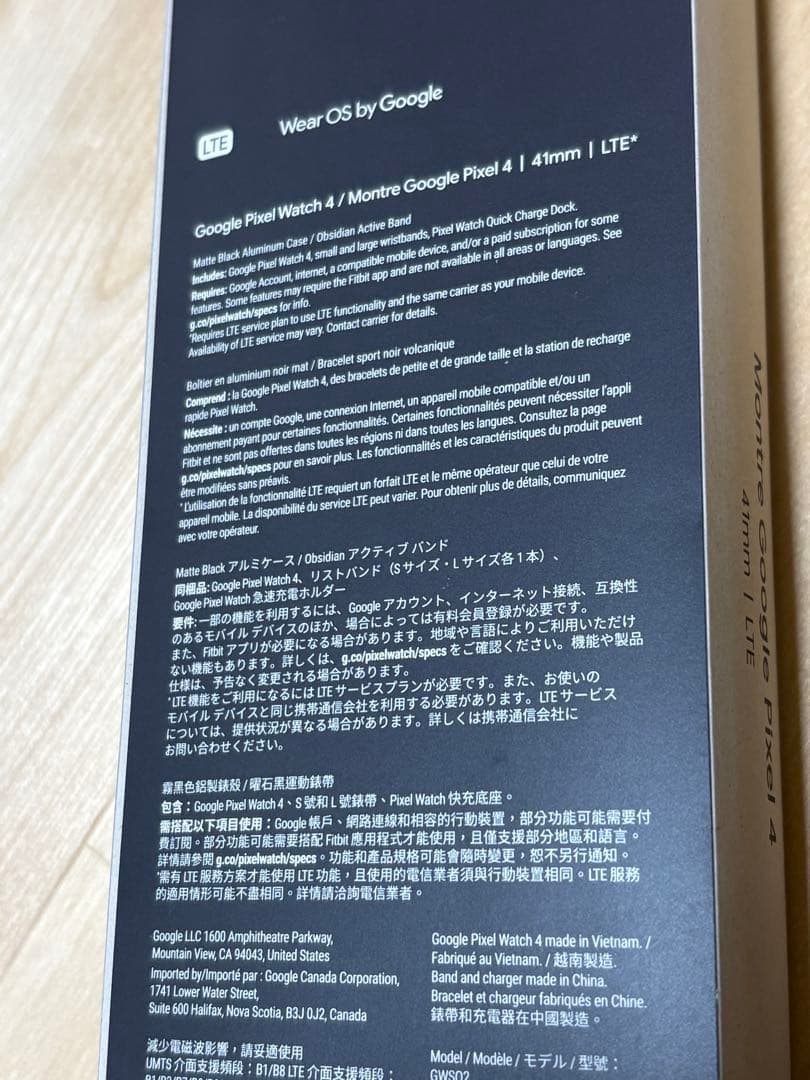 LTE
Wear OS by Google
Google Pixel Watch 4 / Montre Google Pixel 4 | 41mm | LTE*
Matte Black Aluminum Case / Obsidian Active Band
Includes: Google Pixel Watch 4, small and large wristbands, Pixel Watch Quick Charge Dock.
Requires: Google Account, internet, a compatible mobile device, and/or a paid subscription for some
features. Some features may require the Fitbit app and are not available in all areas or languages. See
g.co/pixelwatch/specs for info.
*Requires LTE service plan to use LTE functionality and the same carrier as your mobile device.
Availability of LTE service may vary. Contact carrier for details.
Boîtier en aluminium noir mat / Bracelet sport noir volcanique
Comprend : la Google Pixel Watch 4, des bracelets de petite et de grande taille et la station de recharge
rapide Pixel Watch.
Nécessite : un compte Google, une connexion Internet, un appareil mobile compatible et/ou un
abonnement payant pour certaines fonctionnalités. Certaines fonctionnalités peuvent nécessiter l'appli
Fitbit et ne sont pas offertes dans toutes les régions ni dans toutes les langues. Consultez la page
g.co/pixelwatch/specs pour en savoir plus. Les fonctionnalités et les caractéristiques du produit peuvent
être modifiées sans préavis.
*L'utilisation de la fonctionnalité LTE requiert un forfait LTE et le même opérateur que celui de votre
appareil mobile. La disponibilité du service LTE peut varier. Pour obtenir plus de détails, communiquez
avec votre opérateur.
Matte Black アルミケース / Obsidian アクティブ バンド
同梱品: Google Pixel Watch 4、リストバンド（S サイズ・L サイズ各 1 本）、
Google Pixel Watch 急速充電ホルダー
要件: 一部の機能を利用するには、Google アカウント、インターネット接続、互換性
のあるモバイル デバイスのほか、場合によっては有料会員登録が必要です。
また、Fitbit アプリが必要になる場合があります。地域や言語によりご利用いただけ
ない機能もあります。詳しくは、g.co/pixelwatch/specs をご確認ください。機能や製品
仕様は、予告なく変更される場合があります。
*LTE 機能をご利用になるには LTE サービスプランが必要です。また、お使いの
モバイル デバイスと同じ携帯通信会社を利用する必要があります。LTE サービス
については、提供状況が異なる場合があります。詳しくは携帯通信会社に
お問い合わせください。
霧黑色鋁製錶殼 / 曜石黑運動錶帶
包含：Google Pixel Watch 4、S 號和 L 號錶帶、Pixel Watch 快充底座。
需搭配以下項目使用：Google 帳戶、網路連線和相容的行動裝置，部分功能可能需要付
費訂閱。部分功能可能需要搭配 Fitbit 應用程式才能使用，且僅支援部分地區和語言。
詳情請參閱 g.co/pixelwatch/specs。功能和產品規格可能會隨時變更，恕不另行通知。
*需有 LTE 服務方案才能使用 LTE 功能，且使用的電信業者須與行動裝置相同。LTE 服務
的適用情形可能不盡相同。詳情請洽詢電信業者。
Google LLC 1600 Amphitheatre Parkway,
Mountain View, CA 94043, United States
Imported by/Importé par : Google Canada Corporation,
1741 Lower Water Street,
Suite 600 Halifax, Nova Scotia, B3J 0J2, Canada
減少電磁波影響，請妥適使用
UMTS 介面支援頻段：B1/B8 LTE 介面支援頻段：
Google Pixel Watch 4 made in Vietnam. /
Fabriqué au Vietnam. / 越南製造.
Band and charger made in China.
Bracelet et chargeur fabriqués en Chine.
錶帶和充電器在中國製造。
Model / Modèle / モデル / 型號：
Montre Google Pixel 4
41mm | LTE